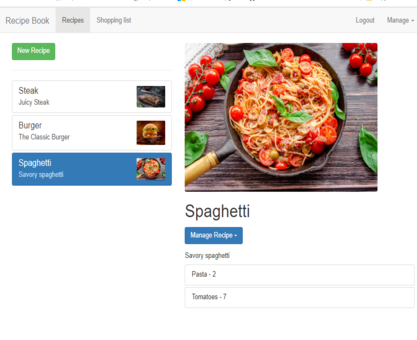 Recipe Book Recipes Shopping list Logout Manage
New Recipe
Steak
Juicy Steak
Burger
The Classic Burger
Spaghetti
Savory spaghetti
Spaghetti
Manage Recipe
Savory spaghetti
Pasta - 2
Tomatoes - 7